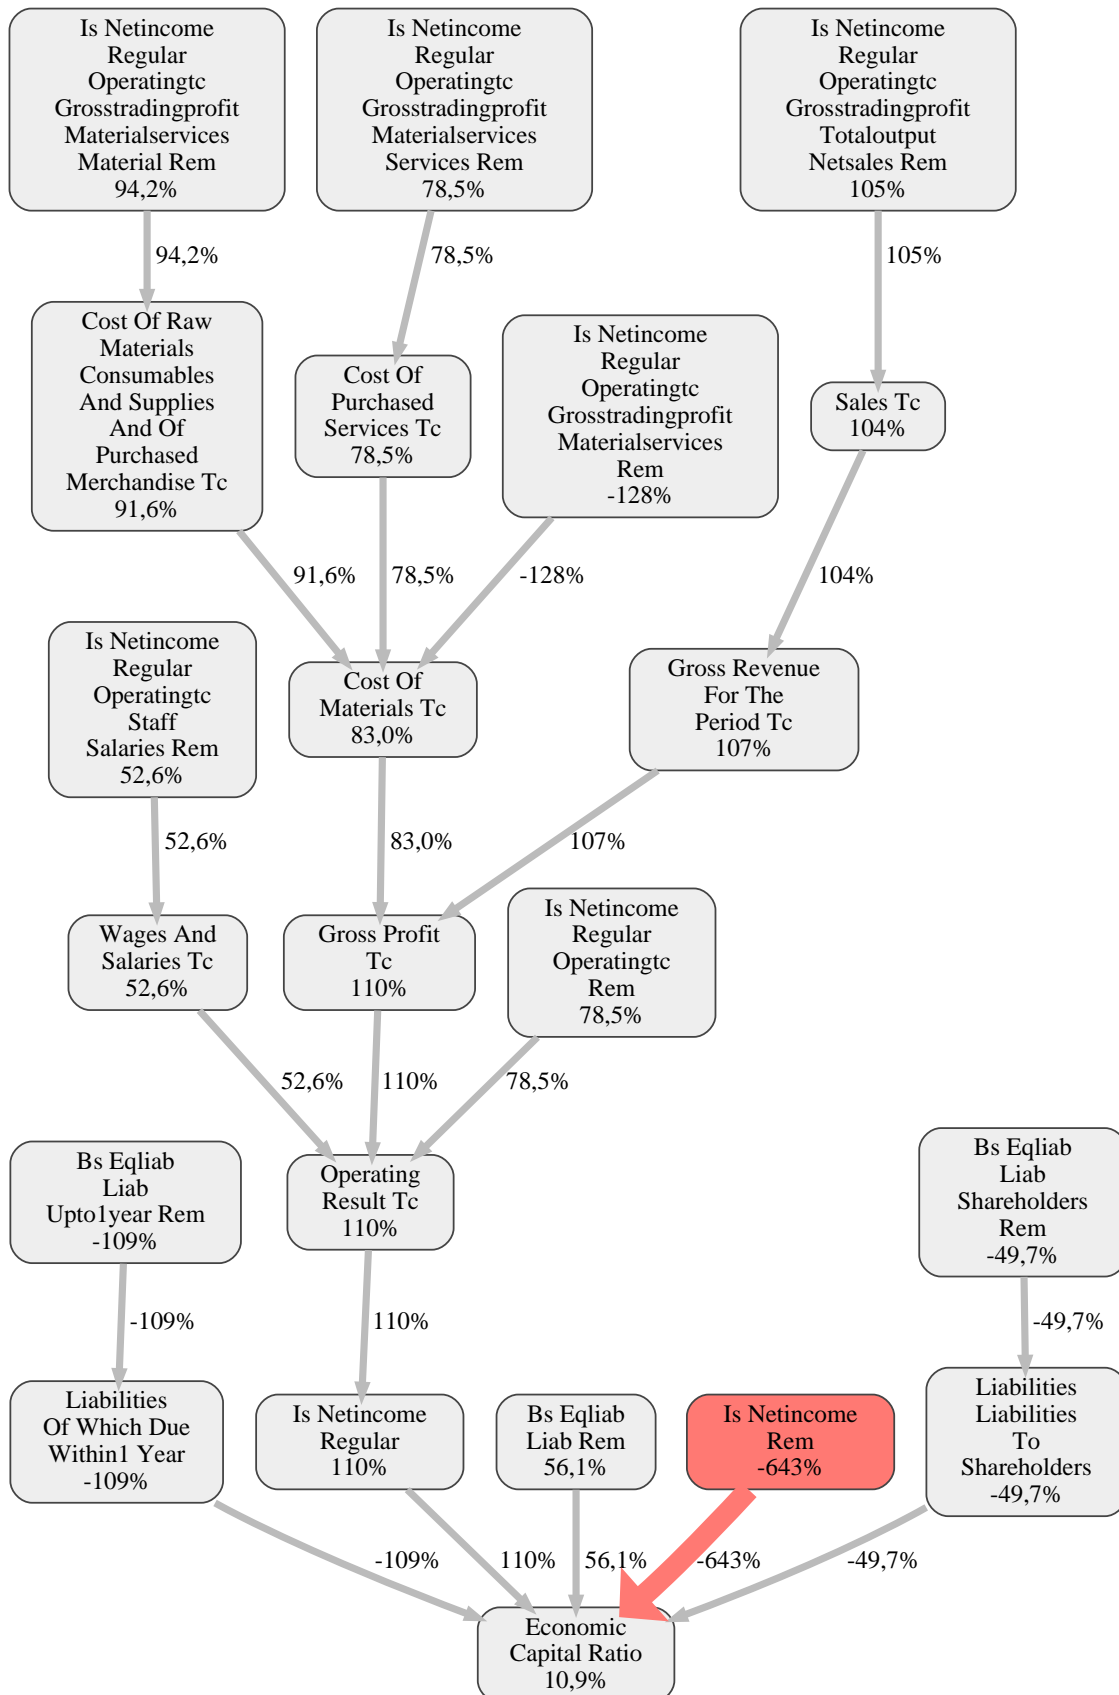 Is Netincome
Regular
Operatingtc
Grosstradingprofit
Materialservices
Material Rem
94,2%
Is Netincome
Regular
Operatingtc
Grosstradingprofit
Materialservices
Services Rem
78,5%
Is Netincome
Regular
Operatingtc
Grosstradingprofit
Totaloutput
Netsales Rem
105%
94,2%
78,5%
105%
Cost Of Raw
Materials
Consumables
And Supplies
And Of
Purchased
Merchandise Tc
91,6%
Cost Of
Purchased
Services Tc
78,5%
Is Netincome
Regular
Operatingtc
Grosstradingprofit
Materialservices
Rem
-128%
Sales Tc
104%
91,6%
78,5%
-128%
104%
Is Netincome
Regular
Operatingtc
Staff
Salaries Rem
52,6%
Cost Of
Materials Tc
83,0%
Gross Revenue
For The
Period Tc
107%
52,6%
83,0%
107%
Wages And
Salaries Tc
52,6%
Gross Profit
Tc
110%
Is Netincome
Regular
Operatingtc
Rem
78,5%
52,6%
110%
78,5%
Bs Eqliab
Liab
Upto1year Rem
-109%
Operating
Result Tc
110%
Bs Eqliab
Liab
Shareholders
Rem
-49,7%
-109%
110%
-49,7%
Liabilities
Of Which Due
Within1 Year
-109%
Is Netincome
Regular
110%
Bs Eqliab
Liab Rem
56,1%
Is Netincome
Rem
-643%
Liabilities
Liabilities
To
Shareholders
-49,7%
-109%
110%
56,1%
-643%
-49,7%
Economic
Capital Ratio
10,9%